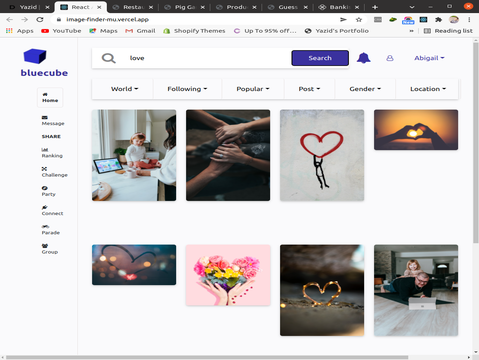 Yazid |
React
Resta
Pig G
Produ
Guess
Banki
image-finder-mu.vercel.app
Apps
YouTube
Maps
Gmail
Shopify Themes
Up To 95% off...
Yazid's Portfolio
»
Reading list
bluecube
love
Search
Abigail
World
Following
Popular
Post
Gender
Location
Home
Message
SHARE
Ranking
Challenge
Party
Connect
Parade
Group